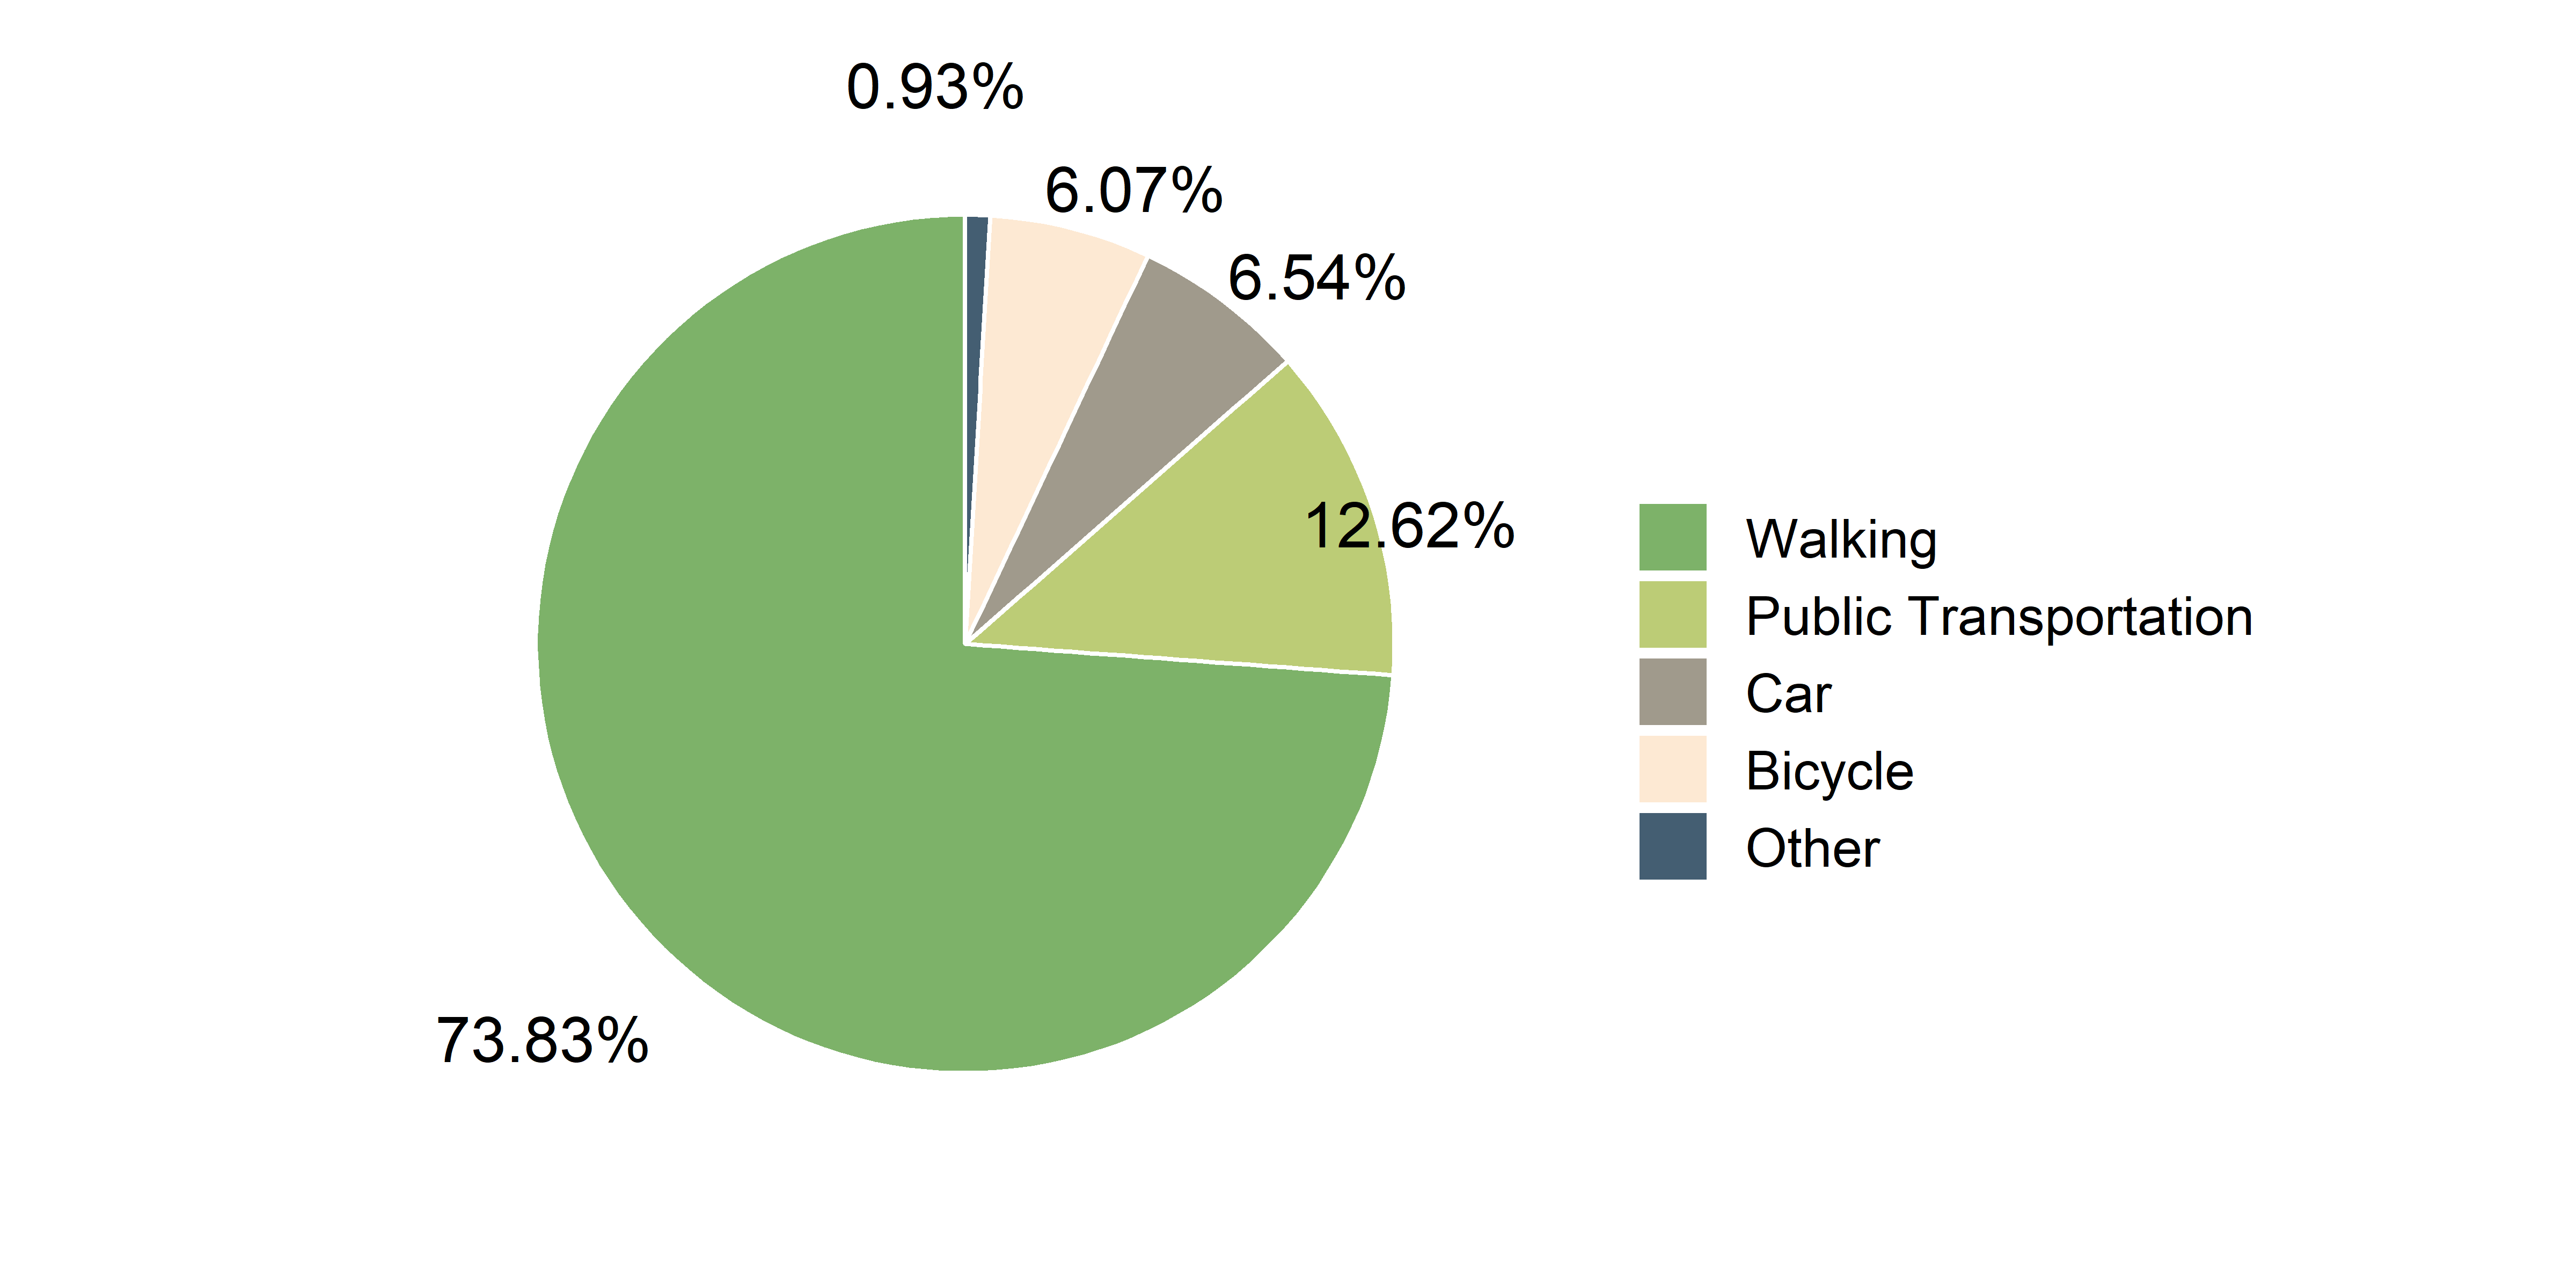 0.93%
6.07%
6.54%
12.62%
73.83%
Walking
Public Transportation
Car
Bicycle
Other